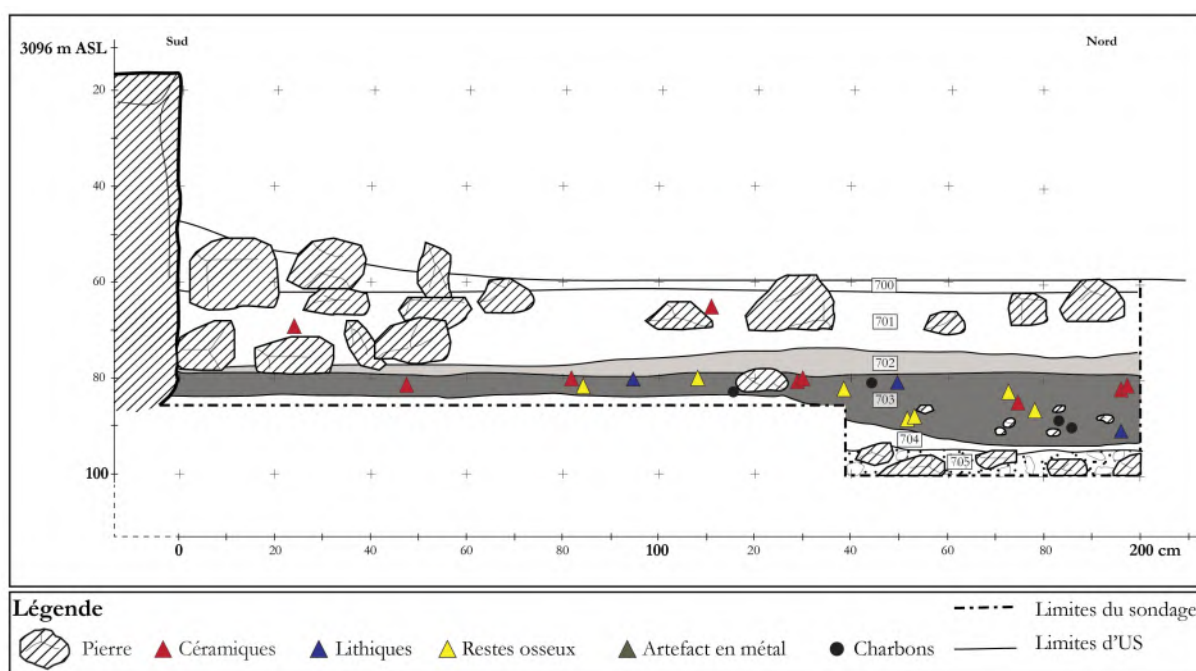 3096 m ASL
Sud
Nord
20
40
60
80
100
700
701
702
703
704
705
0
20
40
60
80
100
20
40
60
80
200 cm
Légende
Pierre
Céramiques
Lithiques
Restes osseux
Artefact en métal
Charbons
Limites du sondage
Limites d'US